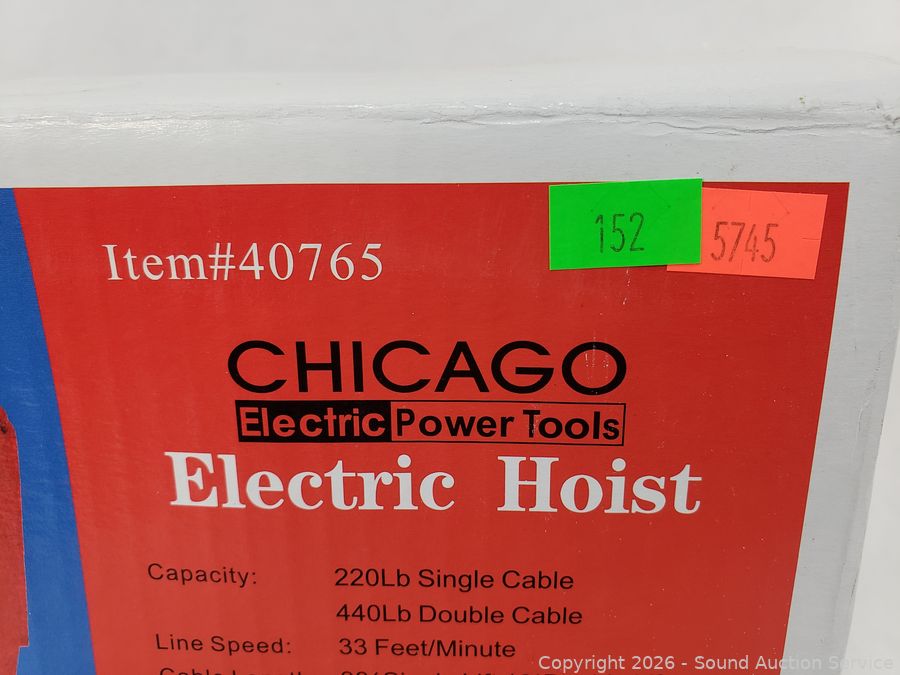 152
5745
Item#40765
CHICAGO
Electric Power Tools
Electric Hoist
Capacity: 220Lb Single Cable
440Lb Double Cable
Line Speed: 33 Feet/Minute
Copyright 2026 - Sound Auction Service